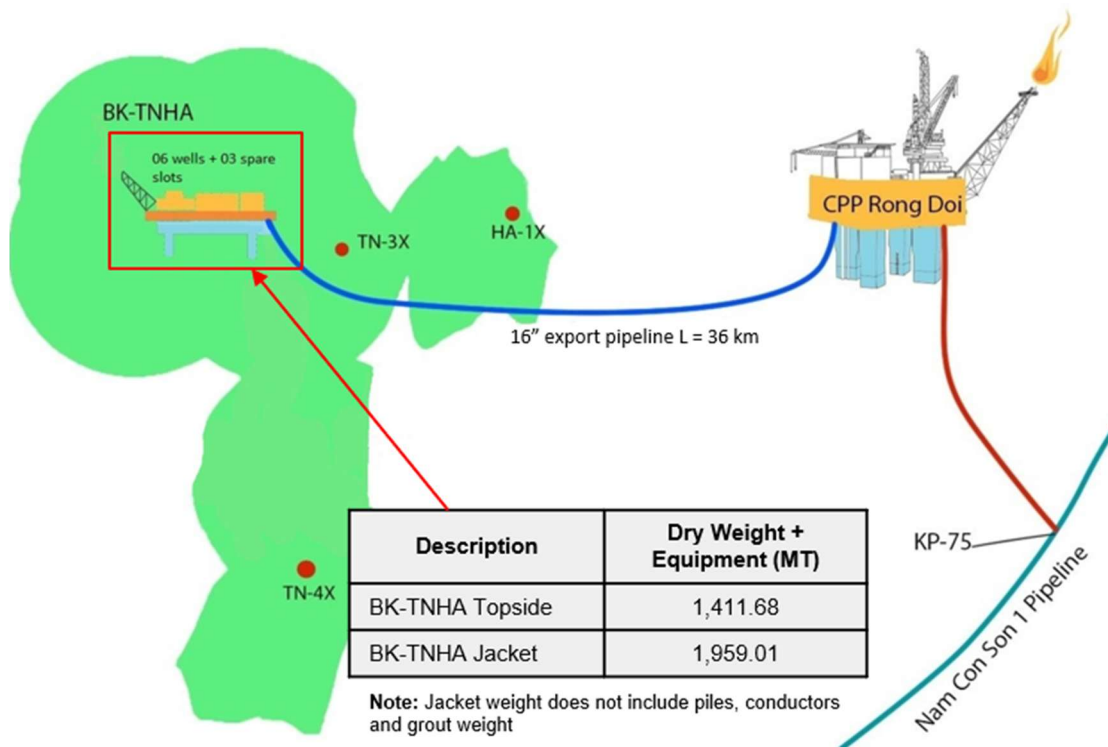 BK-TNHA
06 wells + 03 spare
slots
TN-3X
HA-1X
CPP Rong Doi
16” export pipeline L = 36 km
KP-75
Nam Con Son 1 Pipeline
TN-4X
Description
Dry Weight +
Equipment (MT)
BK-TNHA Topside
1,411.68
BK-TNHA Jacket
1,959.01
Note: Jacket weight does not include piles, conductors
and grout weight